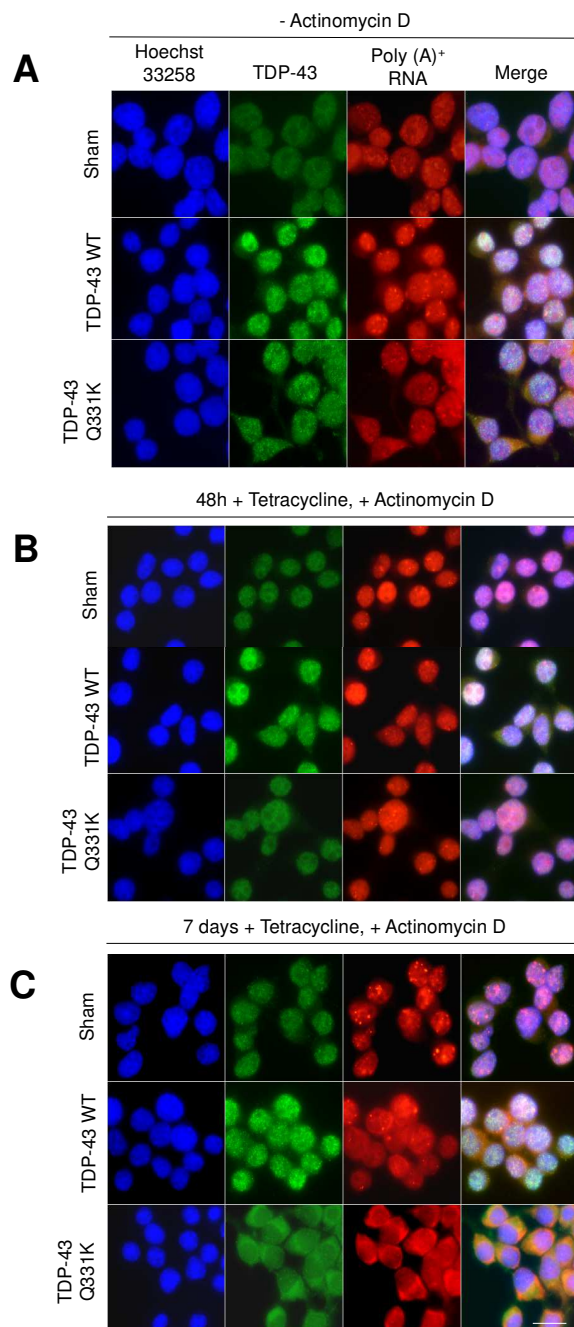 - Actinomycin D
A
Hoechst
33258
TDP-43
Poly (A)+
RNA
Merge
Sham
TDP-43 WT
TDP-43
Q331K
48h + Tetracycline, + Actinomycin D
B
Sham
TDP-43 WT
TDP-43
Q331K
7 days + Tetracycline, + Actinomycin D
C
Sham
TDP-43 WT
TDP-43
Q331K